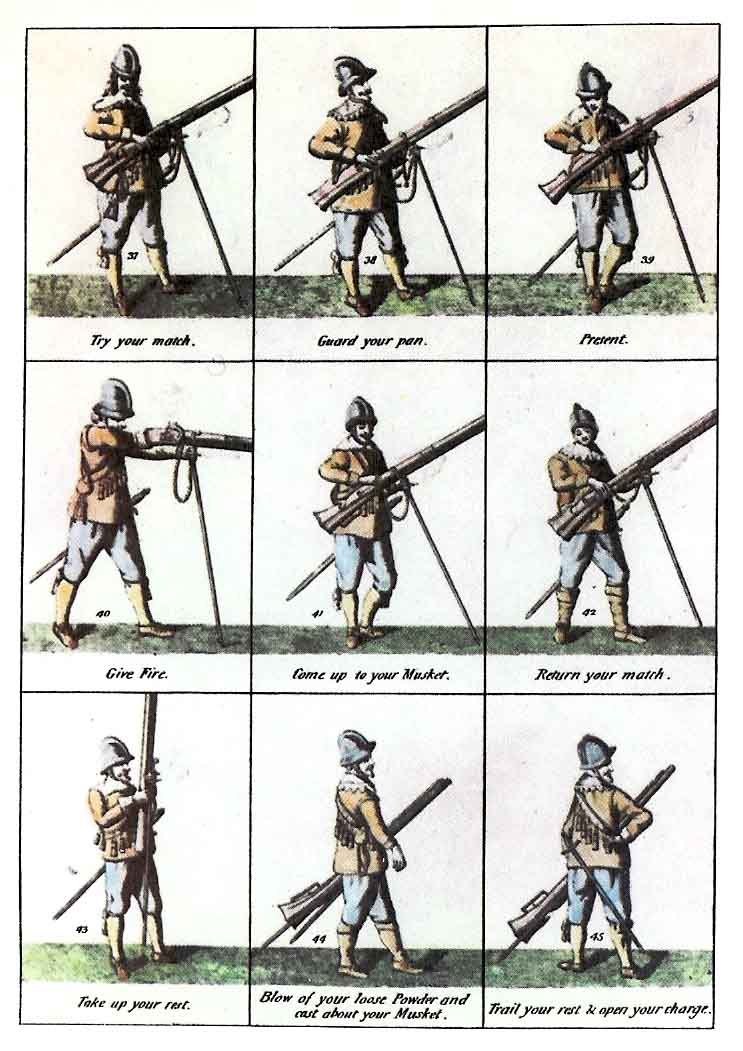 37
Try your match.
38
Guard your pan.
39
Present.
40
Give Fire.
41
Come up to your Musket.
42
Return your match.
43
Take up your rest.
44
Blow of your loose Powder and
cast about your Musket.
45
Trail your rest & open your charge.